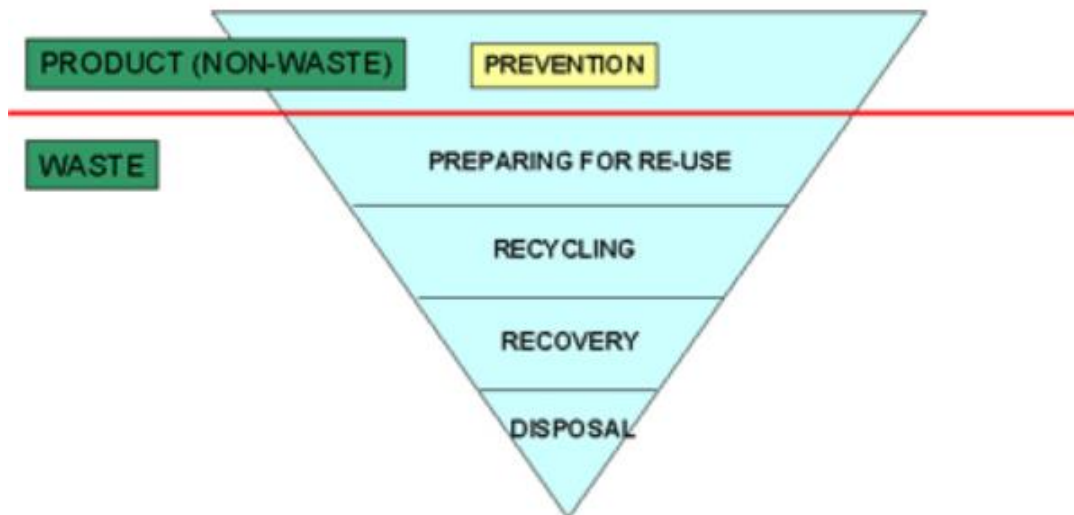 PRODUCT (NON-WASTE)
PREVENTION
WASTE
PREPARING FOR RE-USE
RECYCLING
RECOVERY
DISPOSAL